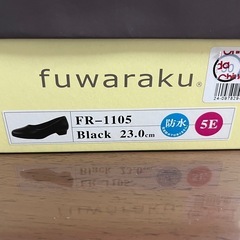 fuwaraku®
FR-1105
Black 23.0cm
防水
5E